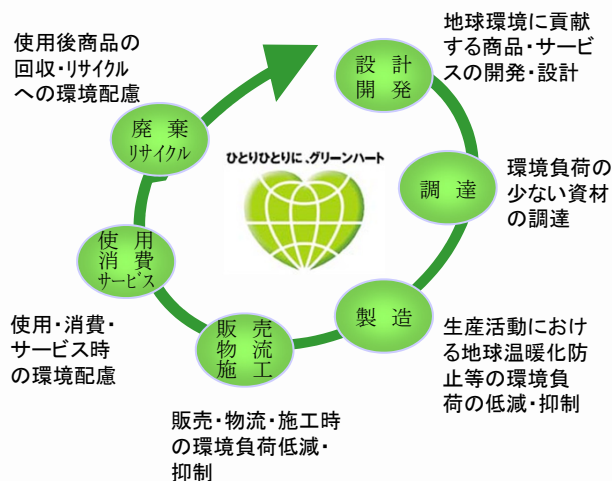 使用後商品の
回収・リサイクル
への環境配慮
設計
開発
地球環境に貢献
する商品・サービ
スの開発・設計
廃棄
リサイクル
ひとりひとりに、グリーンハート
調達
環境負荷の
少ない資材
の調達
使用
消費
サービス
使用・消費・
サービス時
の環境配慮
販売
物流
施工
製造
生産活動におけ
る地球温暖化防
止等の環境負
荷の低減・抑制
販売・物流・施工時
の環境負荷低減・
抑制